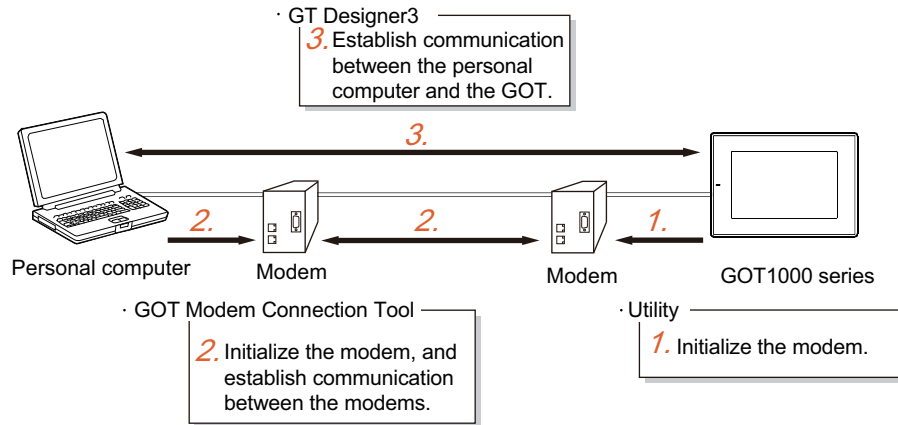 · GT Designer3
3. Establish communication
between the personal
computer and the GOT.
3.
2.
2.
1.
Personal computer
Modem
Modem
GOT1000 series
· GOT Modem Connection Tool
2. Initialize the modem, and
establish communication
between the modems.
· Utility
1. Initialize the modem.